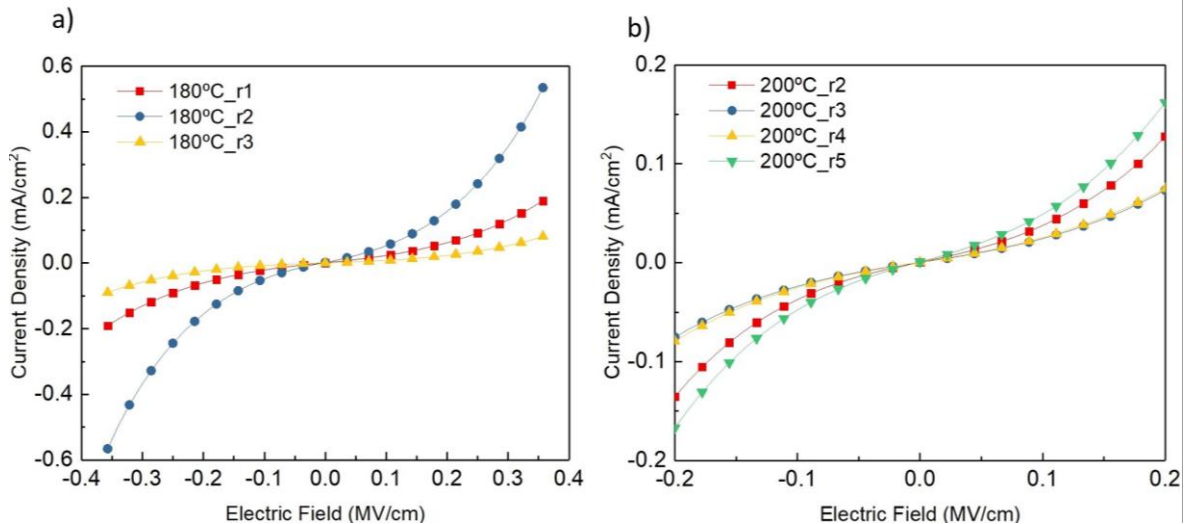 a)
0.6
0.4
0.2
0.0
-0.2
-0.4
-0.6
Current Density (mA/cm²)
180ºC_r1
180ºC_r2
180ºC_r3
-0.4 -0.3 -0.2 -0.1 -0.0 0.1 0.2 0.3 0.4
Electric Field (MV/cm)
b)
0.2
0.1
0.0
-0.1
-0.2
Current Density (mA/cm²)
200ºC_r2
200ºC_r3
200ºC_r4
200ºC_r5
-0.2 -0.1 0.0 0.1 0.2
Electric Field (MV/cm)